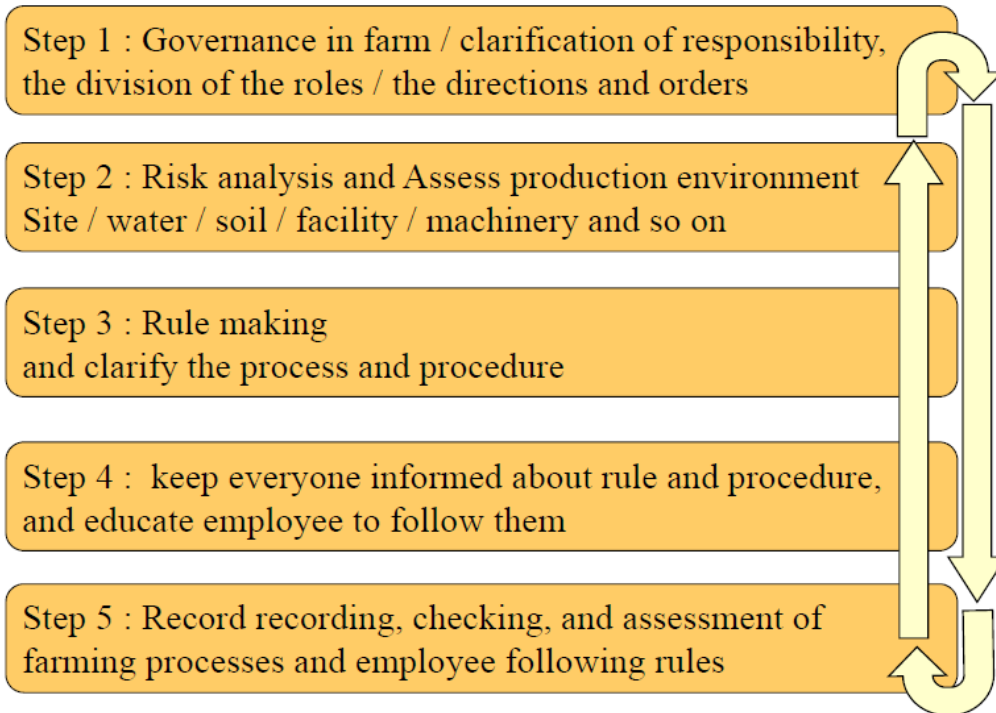 Step 1 : Governance in farm / clarification of responsibility,
the division of the roles / the directions and orders
Step 2 : Risk analysis and Assess production environment
Site / water / soil / facility / machinery and so on
Step 3 : Rule making
and clarify the process and procedure
Step 4 :  keep everyone informed about rule and procedure,
and educate employee to follow them
Step 5 : Record recording, checking, and assessment of
farming processes and employee following rules